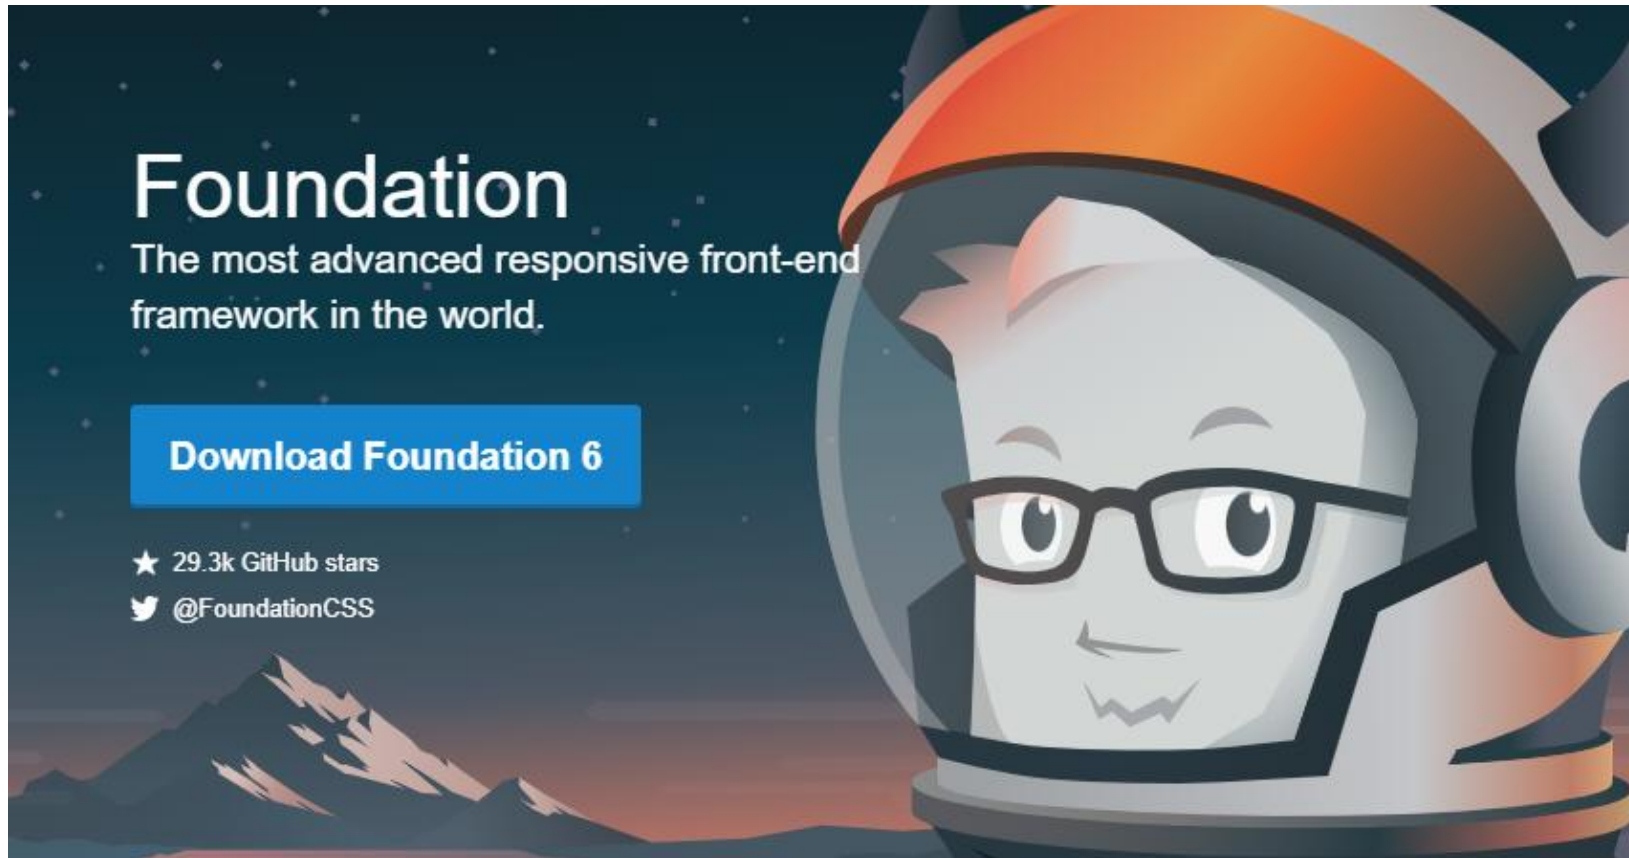 Foundation
The most advanced responsive front-end
framework in the world.
Download Foundation 6
29.3k GitHub stars
@FoundationCSS